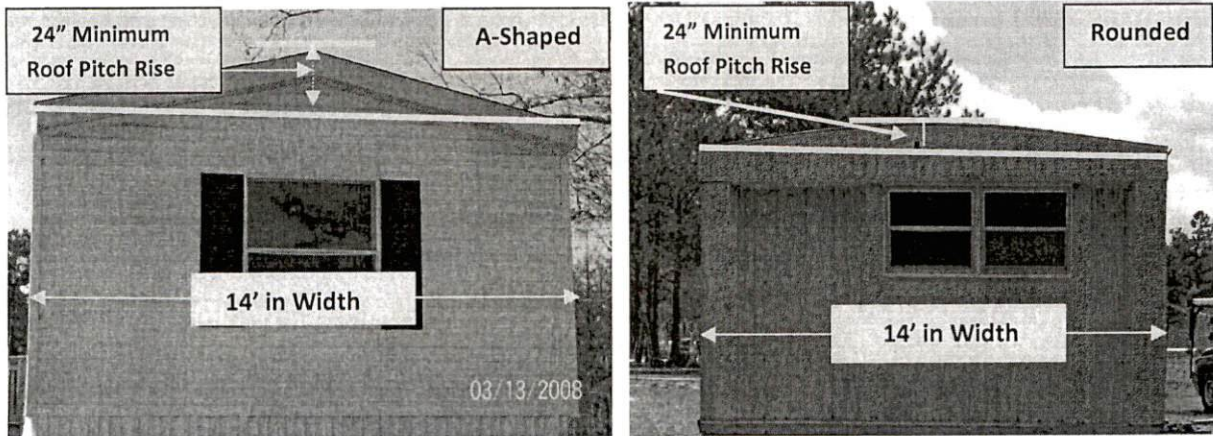 24” Minimum
Roof Pitch Rise
A-Shaped
14’ in Width
03/13/2008
24” Minimum
Roof Pitch Rise
Rounded
14’ in Width